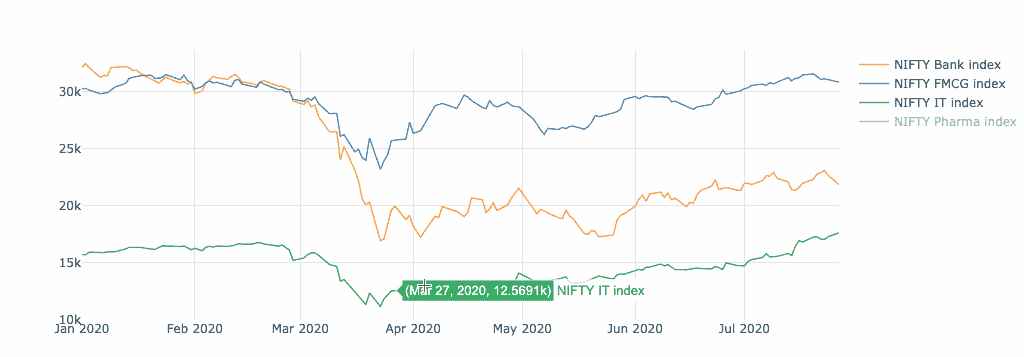 NIFTY Bank index
NIFTY FMCG index
NIFTY IT index
NIFTY Pharma index
30k
25k
20k
15k
10k
(Mar 27, 2020, 12.5691k) NIFTY IT index
Jan 2020 Feb 2020 Mar 2020 Apr 2020 May 2020 Jun 2020 Jul 2020